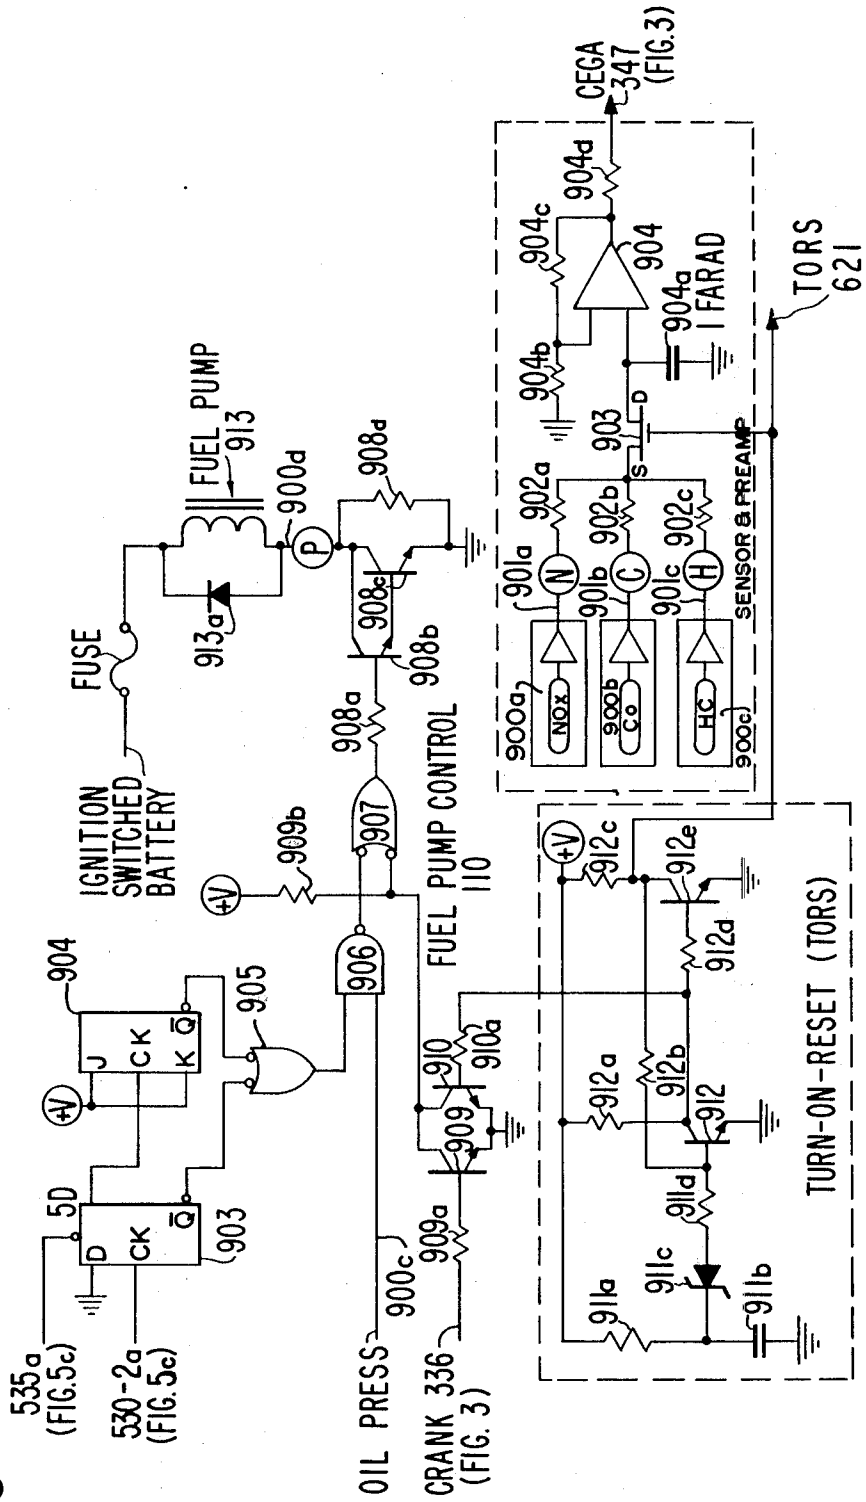 535a
(FIG.5c)
530-2a
(FIG.5c)
5D
D
CK
Q
903
+V
904
J
CK
K
Q
905
906
OIL PRESS
900c
CRANK 336
(FIG. 3)
909a
909
910
910a
+V
909b
907
908a
FUEL PUMP CONTROL
110
IGNITION
SWITCHED
BATTERY
FUSE
913a
FUEL PUMP
913
900d
P
908b
908c
908d
911a
911b
911c
911d
912
912a
912b
+V
912c
912d
912e
TURN-ON-RESET (TORS)
900a
NOx
901a
N
902a
900b
Co
901b
C
902b
900c
HC
901c
H
902c
SENSOR & PREAMP
903
S
D
904b
904c
904
904a
1 FARAD
904d
CEGA
347
(FIG.3)
TORS
621